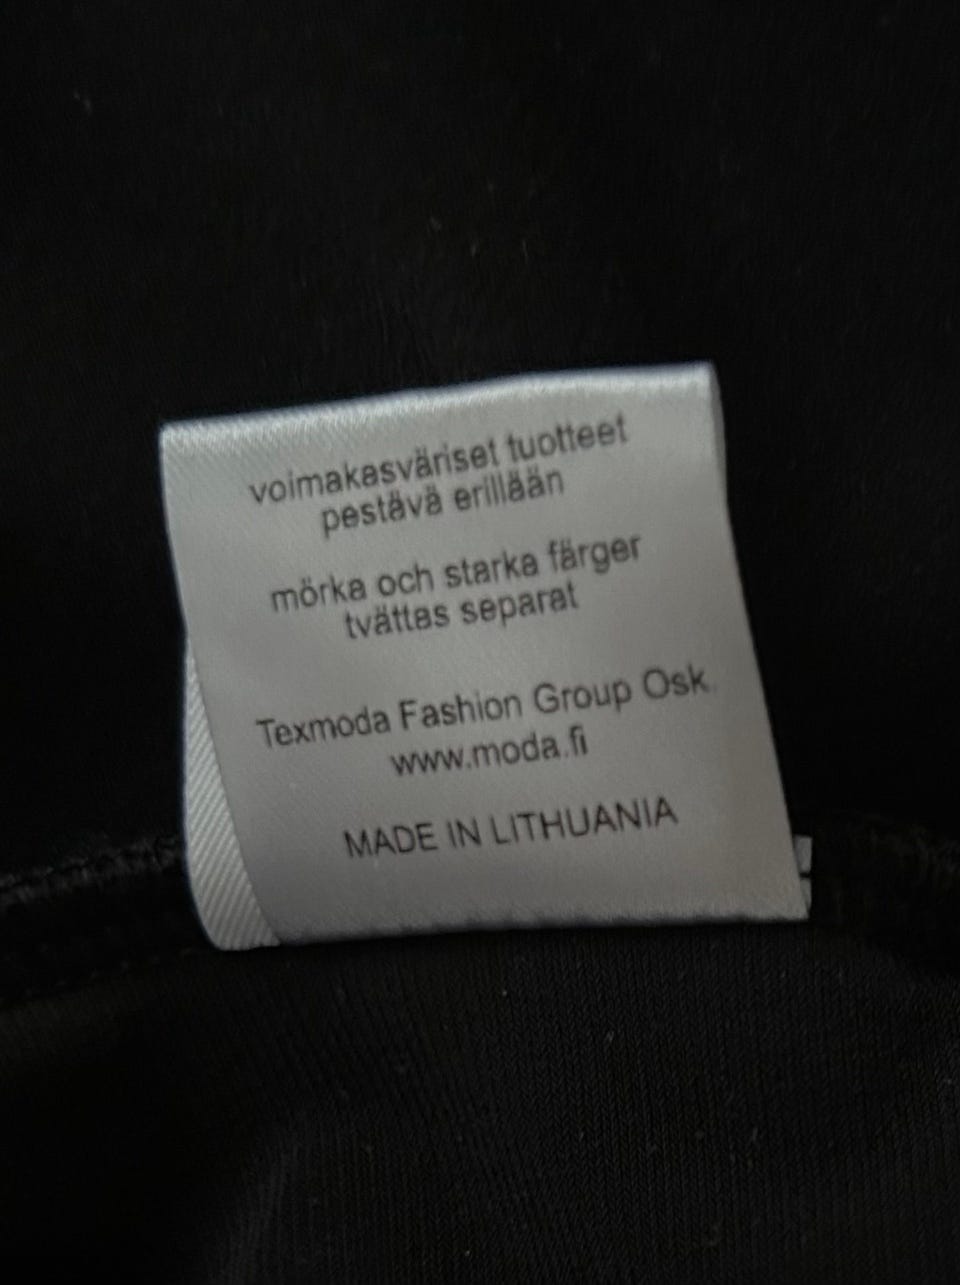 voimakasväriset tuotteet
pestävä erillään
mörka och starka färger
tvättas separat
Texmoda Fashion Group Osk.
www.moda.fi
MADE IN LITHUANIA